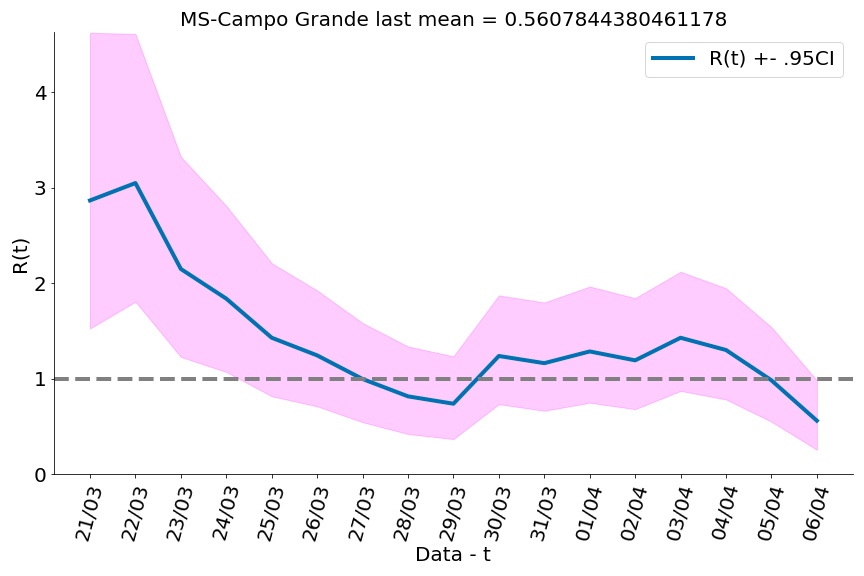 MS-Campo Grande last mean = 0.5607844380461178
R(t) +- .95CI
R(t)
4
3
2
1
0
21/03 22/03 23/03 24/03 25/03 26/03 27/03 28/03 29/03 30/03 31/03 01/04 02/04 03/04 04/04 05/04 06/04
Data - t